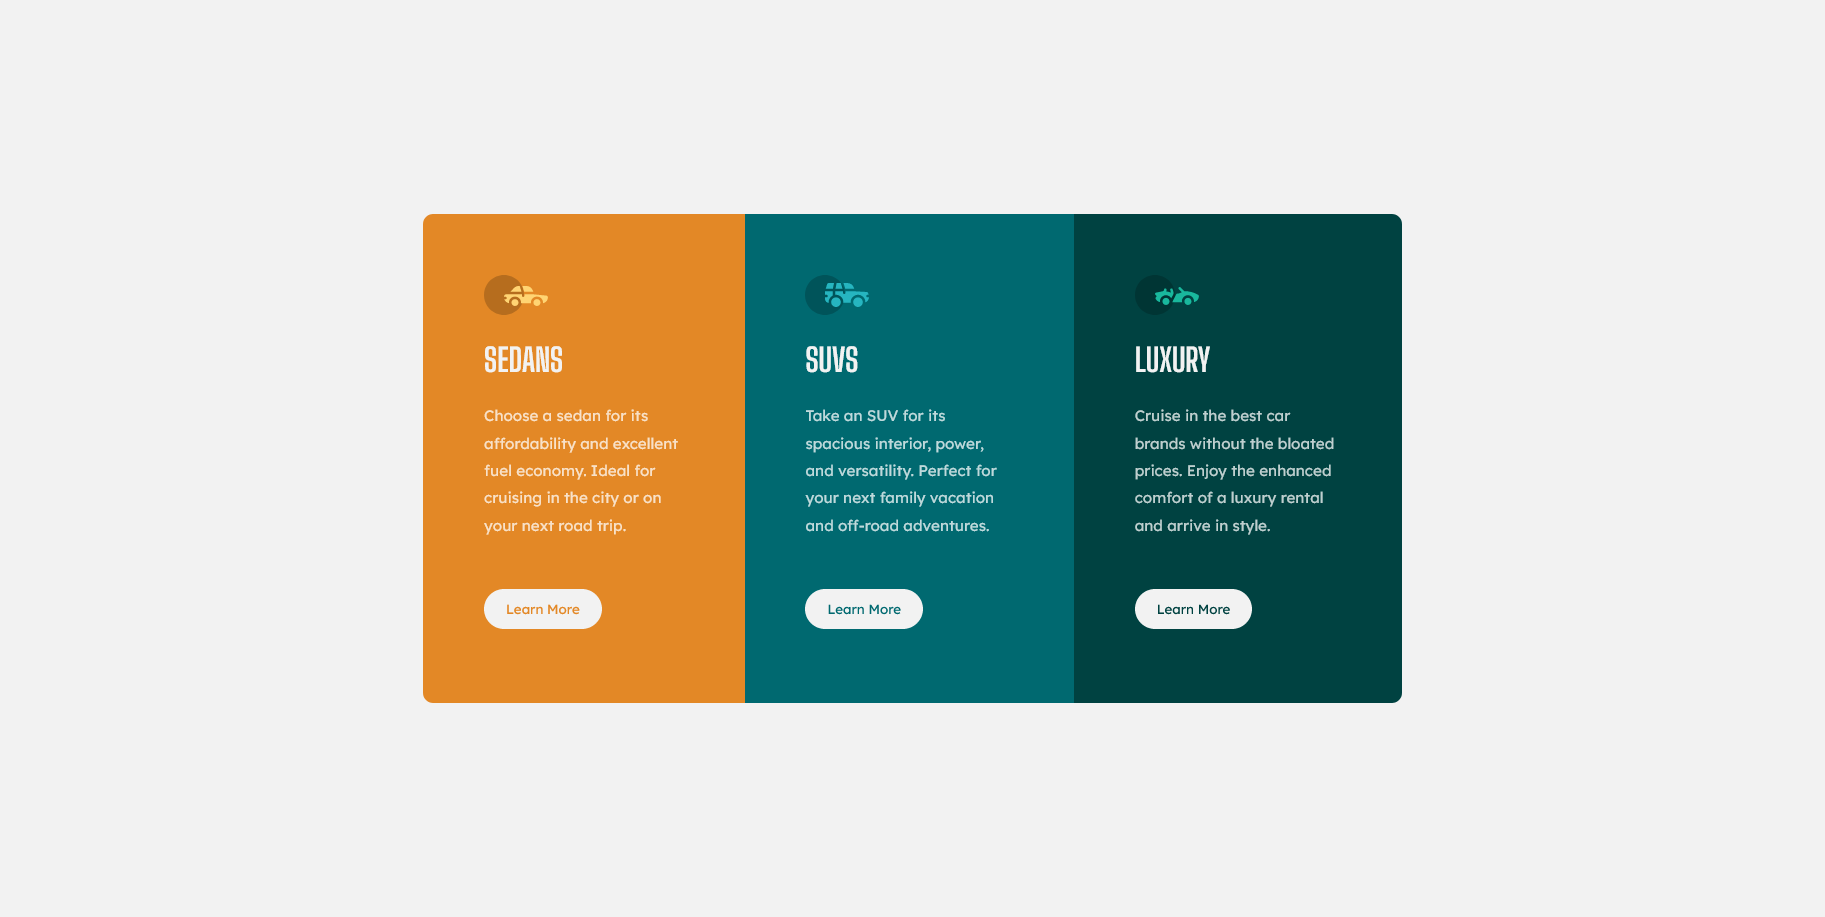 SEDANS
Choose a sedan for its
affordability and excellent
fuel economy. Ideal for
cruising in the city or on
your next road trip.
Learn More
SUVS
Take an SUV for its
spacious interior, power,
and versatility. Perfect for
your next family vacation
and off-road adventures.
Learn More
LUXURY
Cruise in the best car
brands without the bloated
prices. Enjoy the enhanced
comfort of a luxury rental
and arrive in style.
Learn More